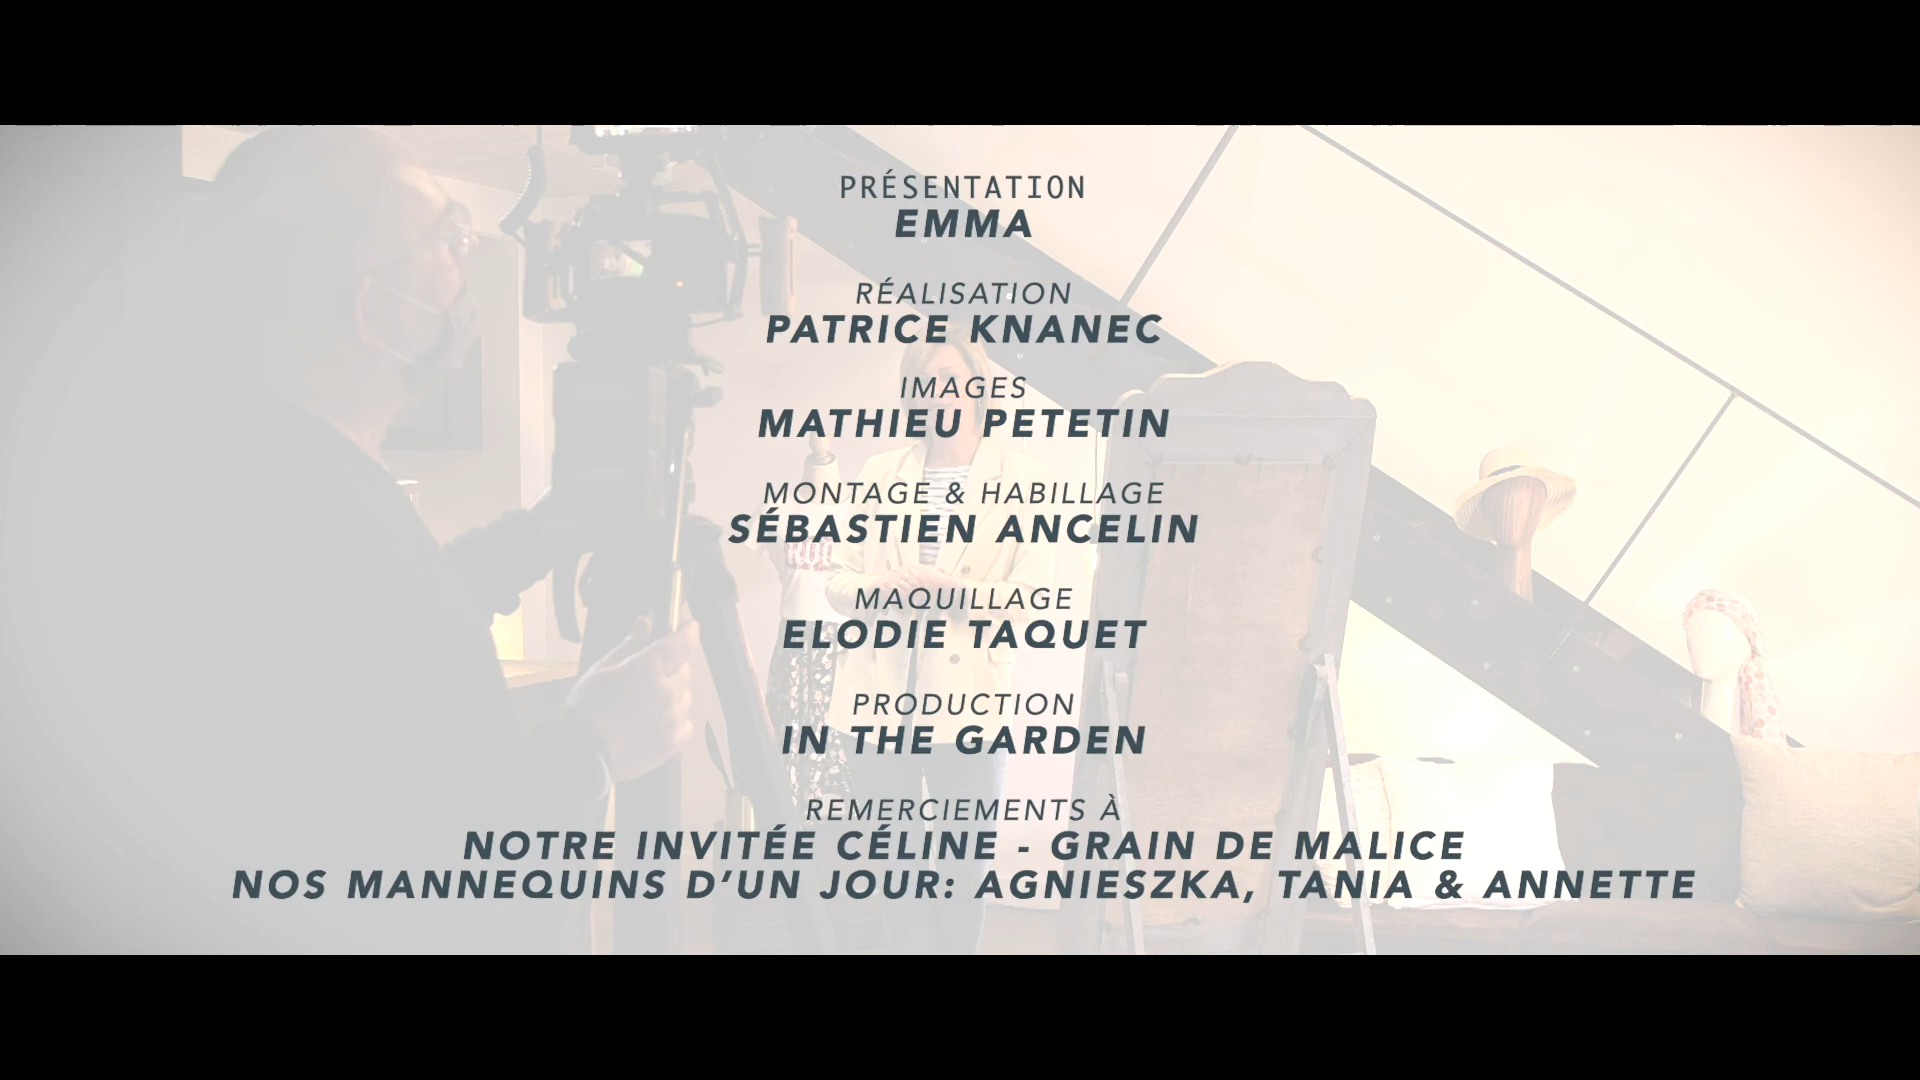 PRÉSENTATION
EMMA
RÉALISATION
PATRICE KNANEC
IMAGES
MATHIEU PETETIN
MONTAGE & HABILLAGE
SÉBASTIEN ANCELIN
MAQUILLAGE
ELODIE TAQUET
PRODUCTION
IN THE GARDEN
REMERCIEMENTS À
NOTRE INVITÉE CÉLINE - GRAIN DE MALICE
NOS MANNEQUINS D’UN JOUR: AGNIESZKA, TANIA & ANNETTE